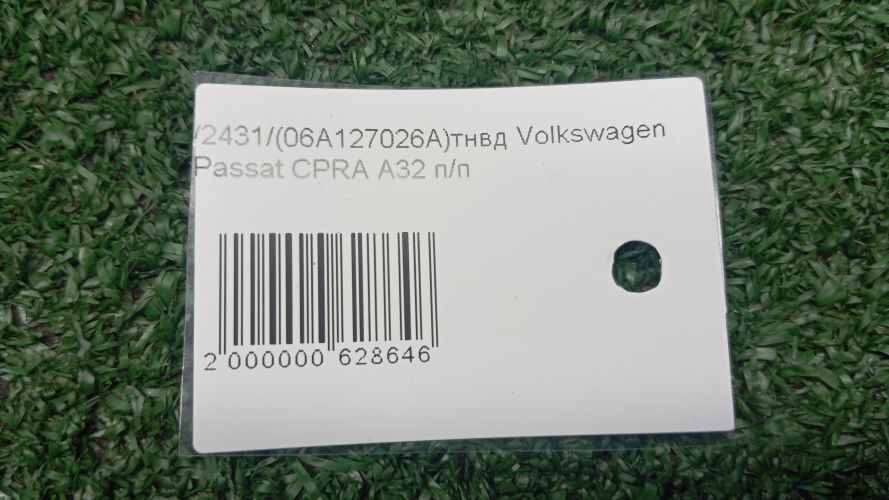 /2431/(06A127026A)тнвд Volkswagen
Passat CPRA A32 п/п
2 000000 628646